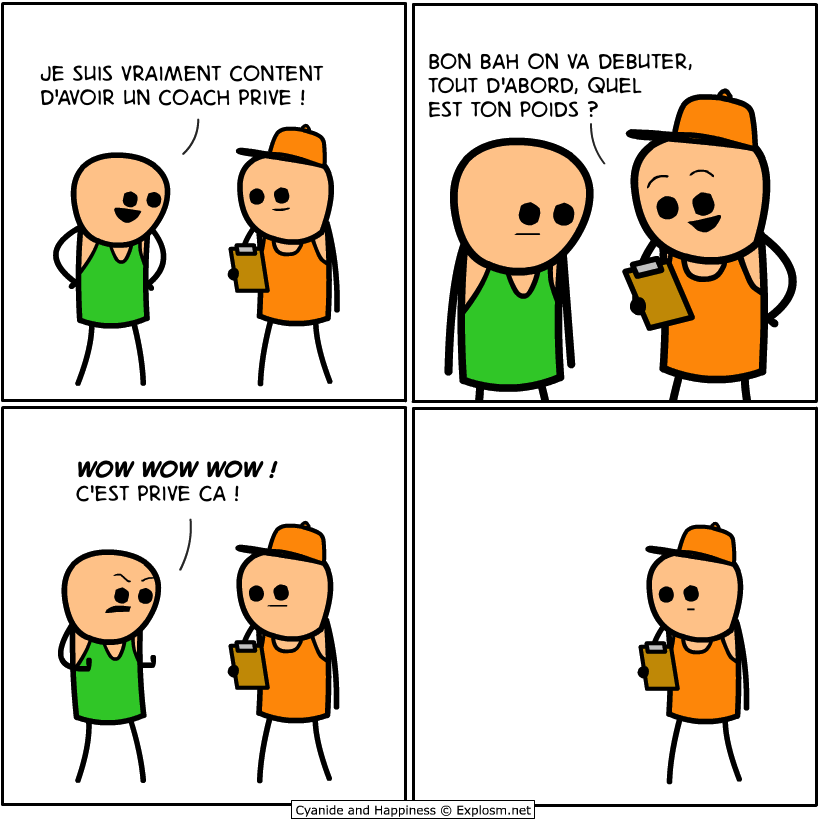 JE SUIS VRAIMENT CONTENT
D'AVOIR UN COACH PRIVE !
BON BAH ON VA DEBUTER,
TOUT D'ABORD, QUEL
EST TON POIDS ?
WOW WOW WOW !
C'EST PRIVE CA !
Cyanide and Happiness © Explosm.net